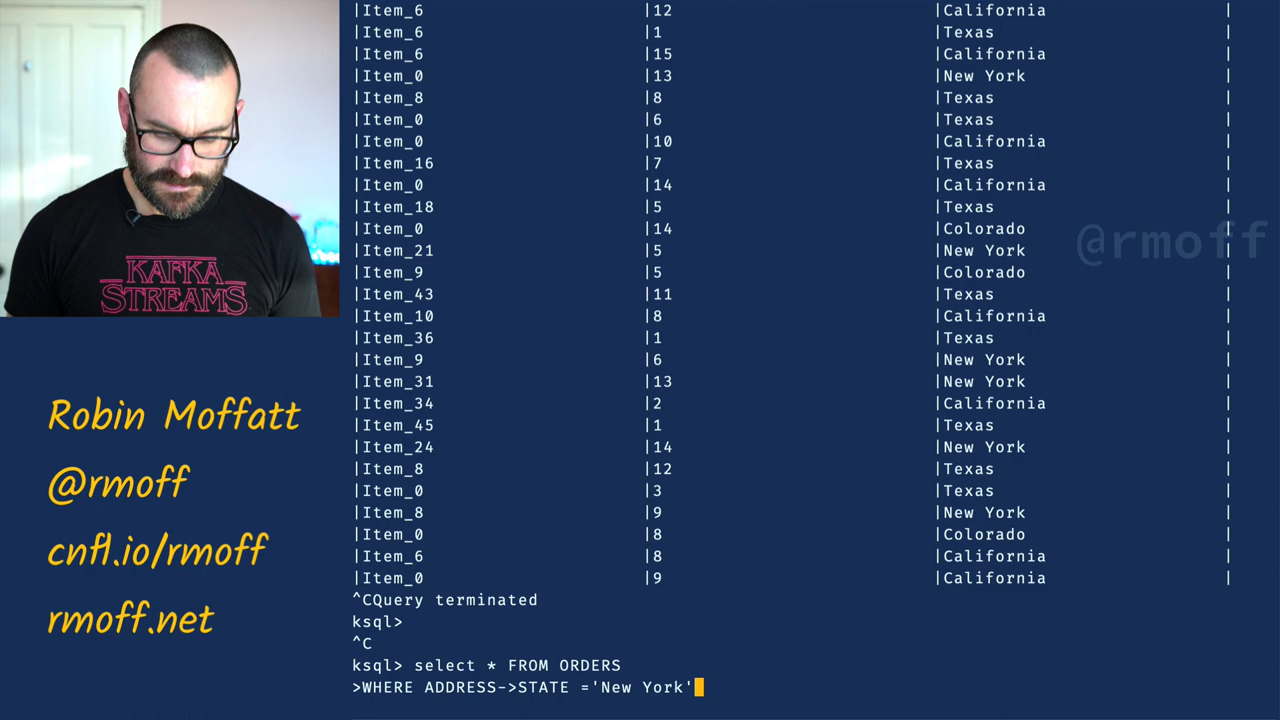 KAFKA
STREAMS
Robin Moffatt
@rmoff
cnfl.io/rmoff
rmoff.net
|Item_6 |12 |California |
|Item_6 |1 |Texas |
|Item_6 |15 |California |
|Item_0 |13 |New York |
|Item_8 |8 |Texas |
|Item_0 |6 |Texas |
|Item_0 |10 |California |
|Item_16 |7 |Texas |
|Item_0 |14 |California |
|Item_18 |5 |Texas |
|Item_0 |14 |Colorado |
|Item_21 |5 |New York |
|Item_9 |5 |Colorado |
|Item_43 |11 |Texas |
|Item_10 |8 |California |
|Item_36 |1 |Texas |
|Item_9 |6 |New York |
|Item_31 |13 |New York |
|Item_34 |2 |California |
|Item_45 |1 |Texas |
|Item_24 |14 |New York |
|Item_8 |12 |Texas |
|Item_0 |3 |Texas |
|Item_8 |9 |New York |
|Item_0 |8 |Colorado |
|Item_6 |8 |California |
|Item_0 |9 |California |
^CQuery terminated
ksql>
^C
ksql> select * FROM ORDERS
>WHERE ADDRESS->STATE ='New York'
@rmoff